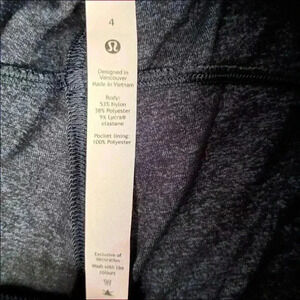 4
Designed in
Vancouver
Made in Vietnam
Body:
53% Nylon
38% Polyester
9% Lycra®
elastane
Pocket lining:
100% Polyester
Exclusive of
decoration
Wash with like
colours